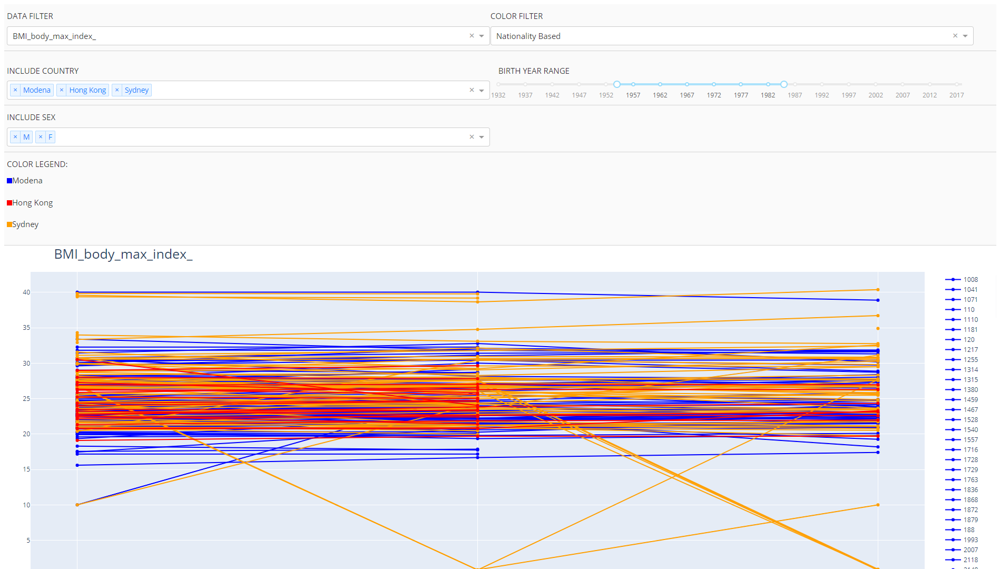 DATA FILTER
COLOR FILTER
BMI_body_max_index_
× 
Nationality Based
×
INCLUDE COUNTRY
BIRTH YEAR RANGE
× Modena × Hong Kong × Sydney
×
1932 1937 1942 1947 1952 1957 1962 1967 1972 1977 1982 1987 1992 1997 2002 2007 2012 2017
INCLUDE SEX
× M × F
×
COLOR LEGEND:
Modena
Hong Kong
Sydney
BMI_body_max_index_
40
35
30
25
20
15
10
5
1008
1041
1071
110
1110
1181
120
1217
1255
1314
1315
1380
1459
1467
1528
1540
1557
1716
1728
1729
1763
1836
1868
1872
1879
188
1993
2007
2118